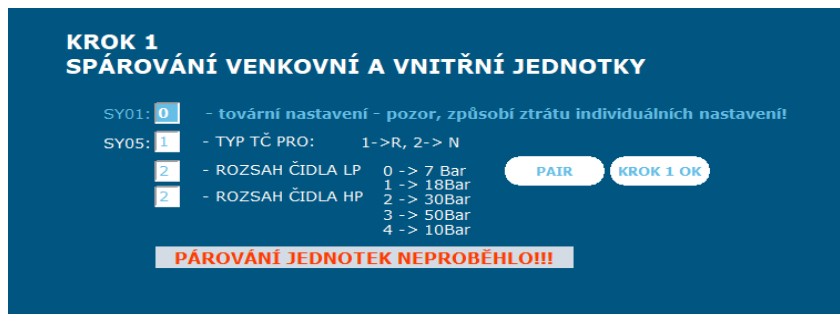 KROK 1
SPÁROVÁNÍ VENKOVNÍ A VNITŘNÍ JEDNOTKY
SY01: 0 - tovární nastavení - pozor, způsobí ztrátu individuálních nastavení!
SY05: 1 - TYP TČ PRO: 1->R, 2-> N
2 - ROZSAH ČIDLA LP 0 -> 7 Bar PAIR KROK 1 OK
1 -> 18Bar
2 - ROZSAH ČIDLA HP 2 -> 30Bar
3 -> 50Bar
4 -> 10Bar
PÁROVÁNÍ JEDNOTEK NEPROBĚHLO!!!